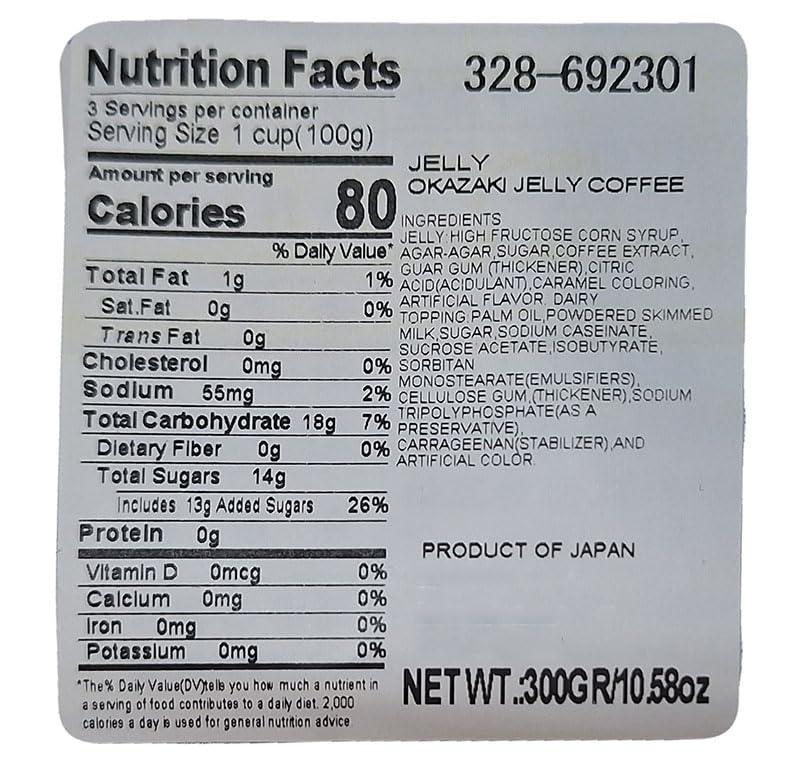 Nutrition Facts
3 Servings per container
Serving Size 1 cup(100g)
Amount per serving
Calories 80
% Daily Value*
Total Fat 1g 1%
Sat.Fat 0g 0%
Trans Fat 0g
Cholesterol 0mg 0%
Sodium 55mg 2%
Total Carbohydrate 18g 7%
Dietary Fiber 0g 0%
Total Sugars 14g
Includes 13g Added Sugars 26%
Protein 0g
Vitamin D 0mcg 0%
Calcium 0mg 0%
Iron 0mg 0%
Potassium 0mg 0%
*The% Daily Value(DV)tells you how much a nutrient in
a serving of food contributes to a daily diet. 2,000
calories a day is used for general nutrition advice
328-692301
JELLY
OKAZAKI JELLY COFFEE
INGREDIENTS
JELLY:HIGH FRUCTOSE CORN SYRUP,
AGAR-AGAR,SUGAR,COFFEE EXTRACT,
GUAR GUM (THICKENER),CITRIC
ACID(ACIDULANT),CARAMEL COLORING,
ARTIFICIAL FLAVOR. DAIRY
TOPPING:PALM OIL,POWDERED SKIMMED
MILK,SUGAR,SODIUM CASEINATE,
SUCROSE ACETATE,ISOBUTYRATE,
SORBITAN
MONOSTEARATE(EMULSIFIERS),
CELLULOSE GUM,(THICKENER),SODIUM
TRIPOLYPHOSPHATE(AS A
PRESERVATIVE),
CARRAGEENAN(STABILIZER),AND
ARTIFICIAL COLOR.
PRODUCT OF JAPAN
NET WT.:300GR/10.58oz